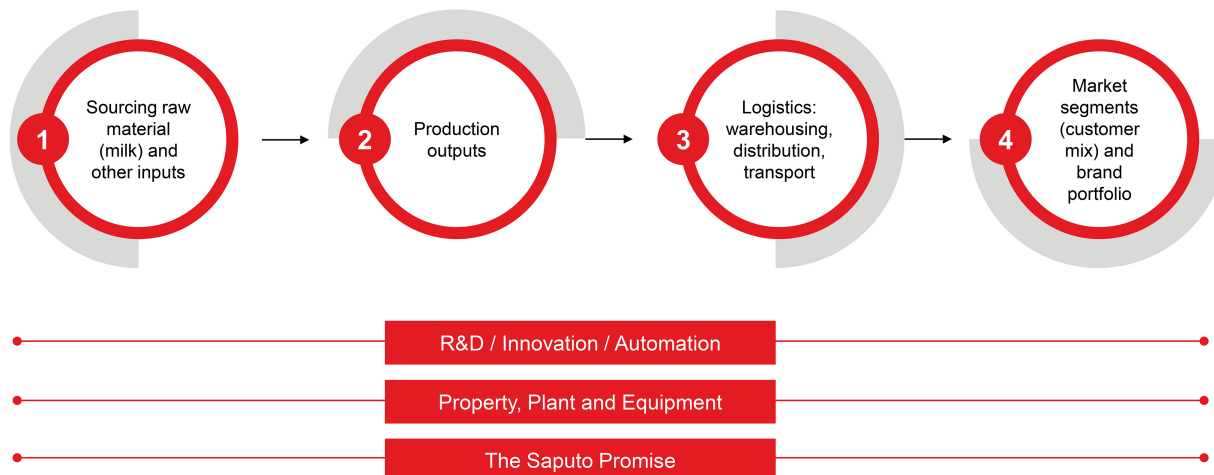 1
Sourcing raw
material
(milk) and
other inputs
2
Production
outputs
3
Logistics:
warehousing,
distribution,
transport
4
Market
segments
(customer
mix) and
brand
portfolio
R&D / Innovation / Automation
Property, Plant and Equipment
The Saputo Promise